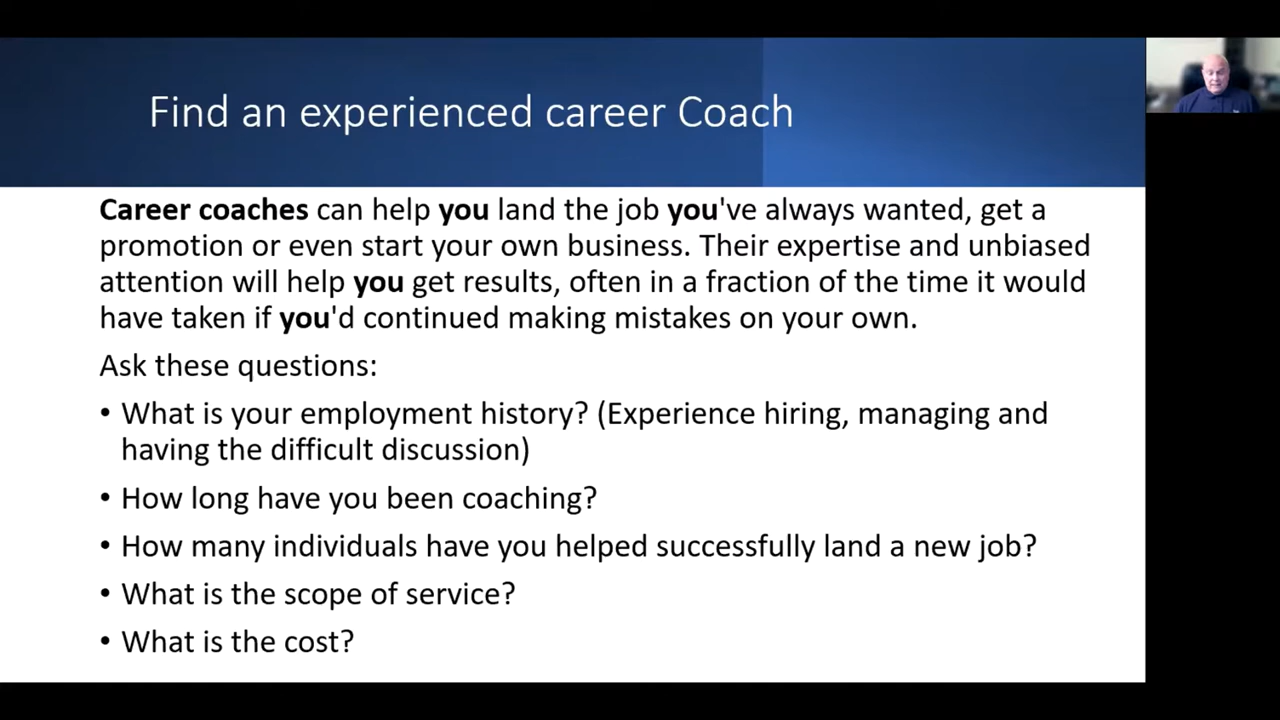 Find an experienced career Coach
Career coaches can help you land the job you've always wanted, get a
promotion or even start your own business. Their expertise and unbiased
attention will help you get results, often in a fraction of the time it would
have taken if you'd continued making mistakes on your own.
Ask these questions:
• What is your employment history? (Experience hiring, managing and
having the difficult discussion)
• How long have you been coaching?
• How many individuals have you helped successfully land a new job?
• What is the scope of service?
• What is the cost?